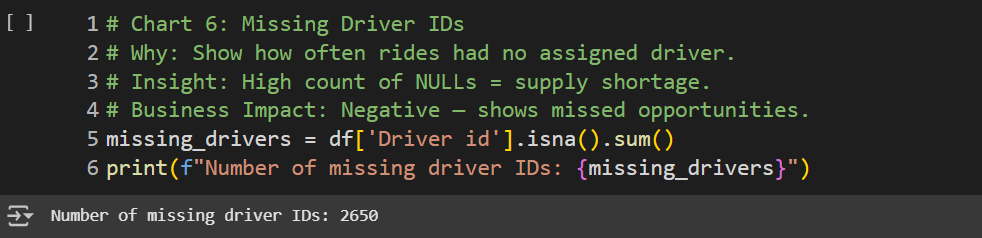 [ ]
1 # Chart 6: Missing Driver IDs
2 # Why: Show how often rides had no assigned driver.
3 # Insight: High count of NULLs = supply shortage.
4 # Business Impact: Negative — shows missed opportunities.
5 missing_drivers = df['Driver id'].isna().sum()
6 print(f"Number of missing driver IDs: {missing_drivers}")
Number of missing driver IDs: 2650